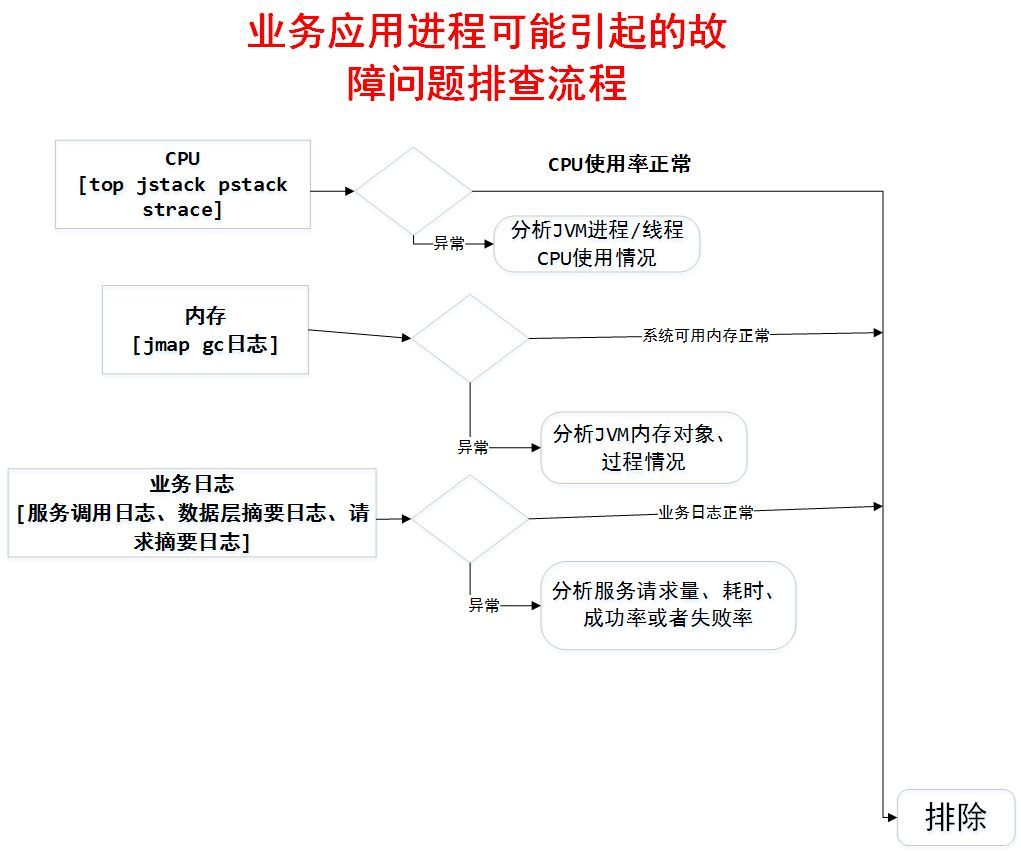 业务应用进程可能引起的故
障问题排查流程
CPU
[top jstack pstack
strace]
CPU使用率正常
异常
分析JVM进程/线程
CPU使用情况
内存
[jmap gc日志]
系统可用内存正常
异常
分析JVM内存对象、
过程情况
业务日志
[服务调用日志、数据层摘要日志、请
求摘要日志]
业务日志正常
异常
分析服务请求量、耗时、
成功率或者失败率
排除